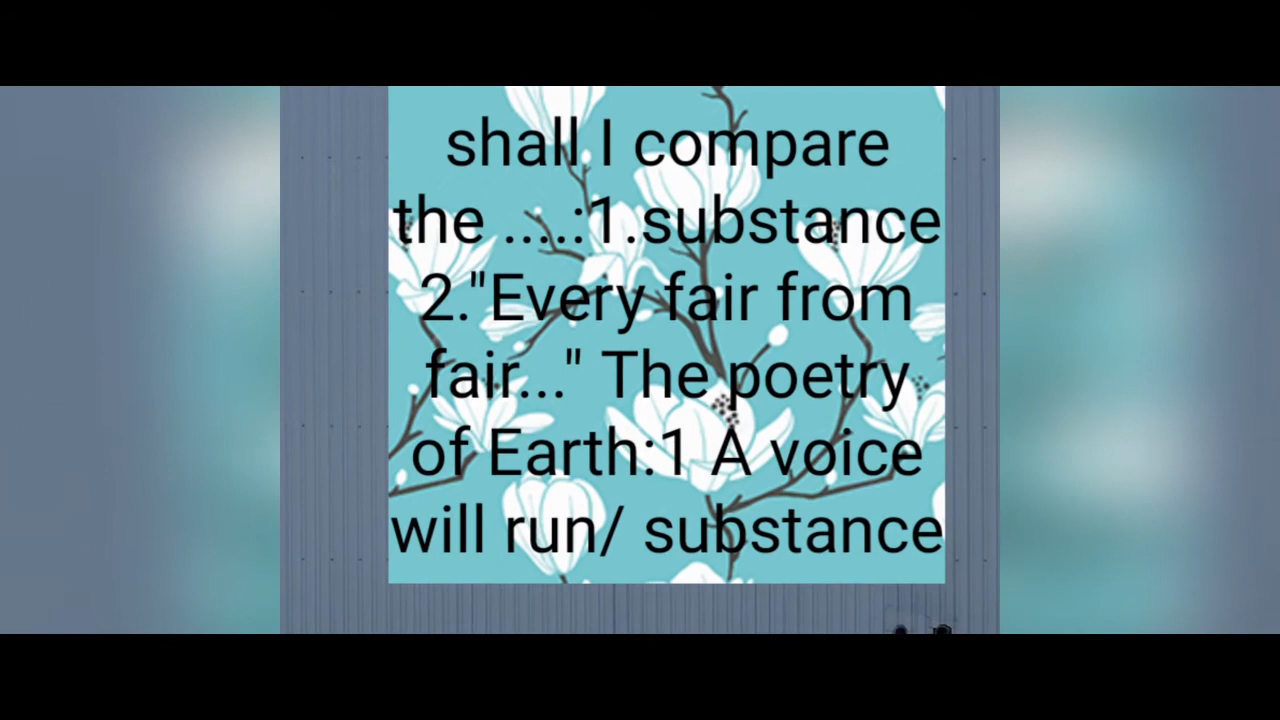 shall I compare
the .....:1.substance
2."Every fair from
fair..." The poetry
of Earth:1 A voice
will run/ substance